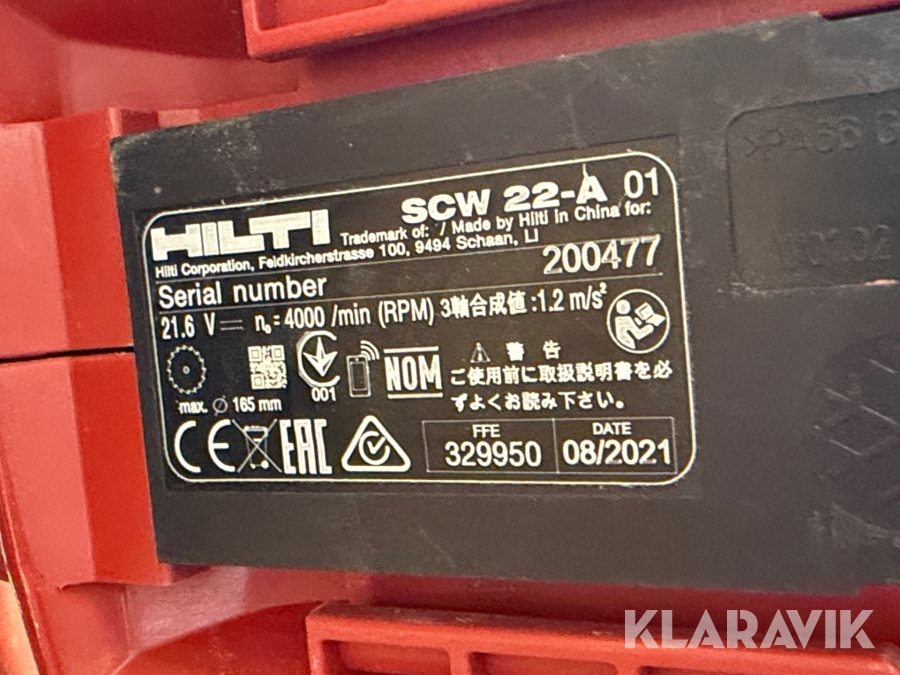 HILTI
SCW 22-A 01
Trademark of: / Made by Hilti in China for:
Hilti Corporation, Feldkircherstrasse 100, 9494 Schaan, LI
Serial number 200477
21.6 V n₀=4000 /min (RPM) 3軸合成値:1.2 m/s²
001
NOM
⚠ 警 告
ご使用前に取扱説明書を必
ずよくお読み下さい。
max. ⌀ 165 mm
CE
EAC
FFE
329950
DATE
08/2021
KLARAVIK